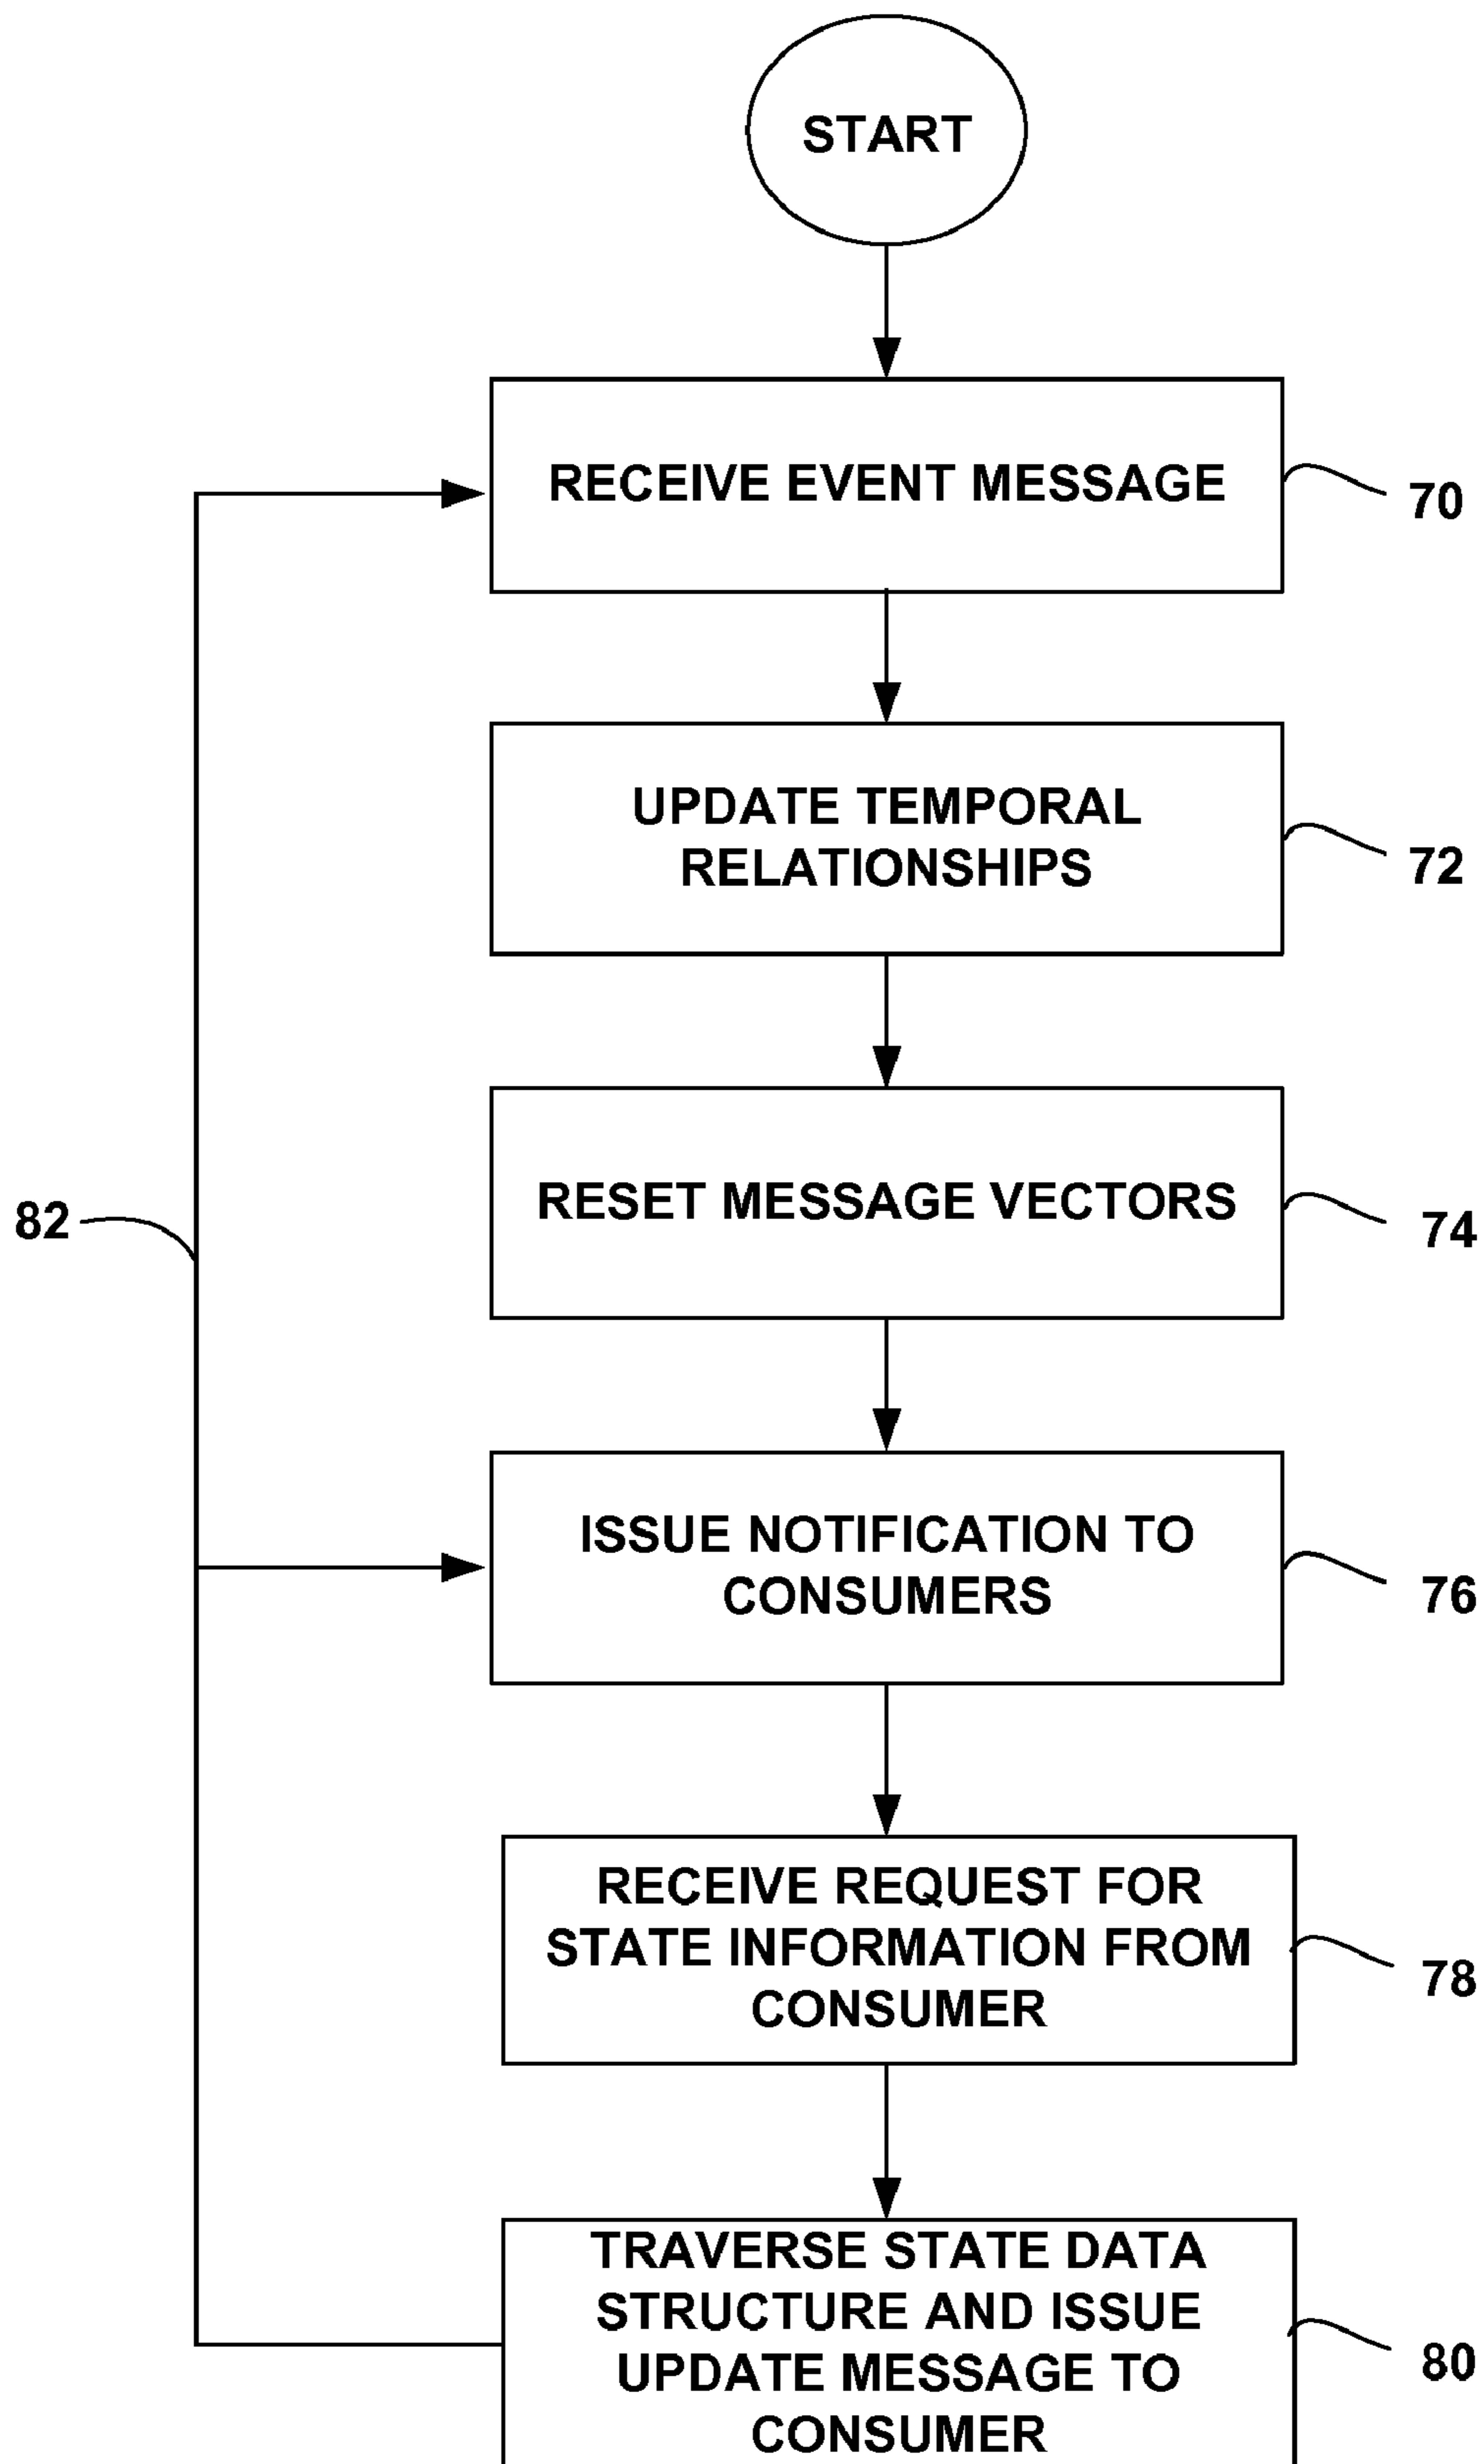 START
RECEIVE EVENT MESSAGE
70
UPDATE TEMPORAL
RELATIONSHIPS
72
RESET MESSAGE VECTORS
74
82
ISSUE NOTIFICATION TO
CONSUMERS
76
RECEIVE REQUEST FOR
STATE INFORMATION FROM
CONSUMER
78
TRAVERSE STATE DATA
STRUCTURE AND ISSUE
UPDATE MESSAGE TO
CONSUMER
80